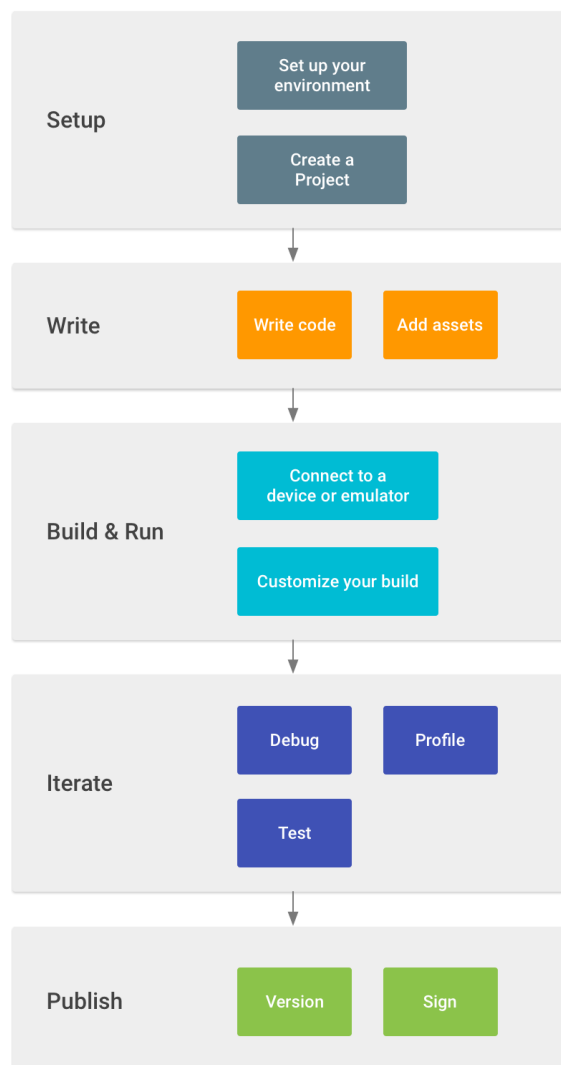 Setup
Set up your
environment
Create a
Project
Write
Write code
Add assets
Build & Run
Connect to a
device or emulator
Customize your build
Iterate
Debug
Profile
Test
Publish
Version
Sign